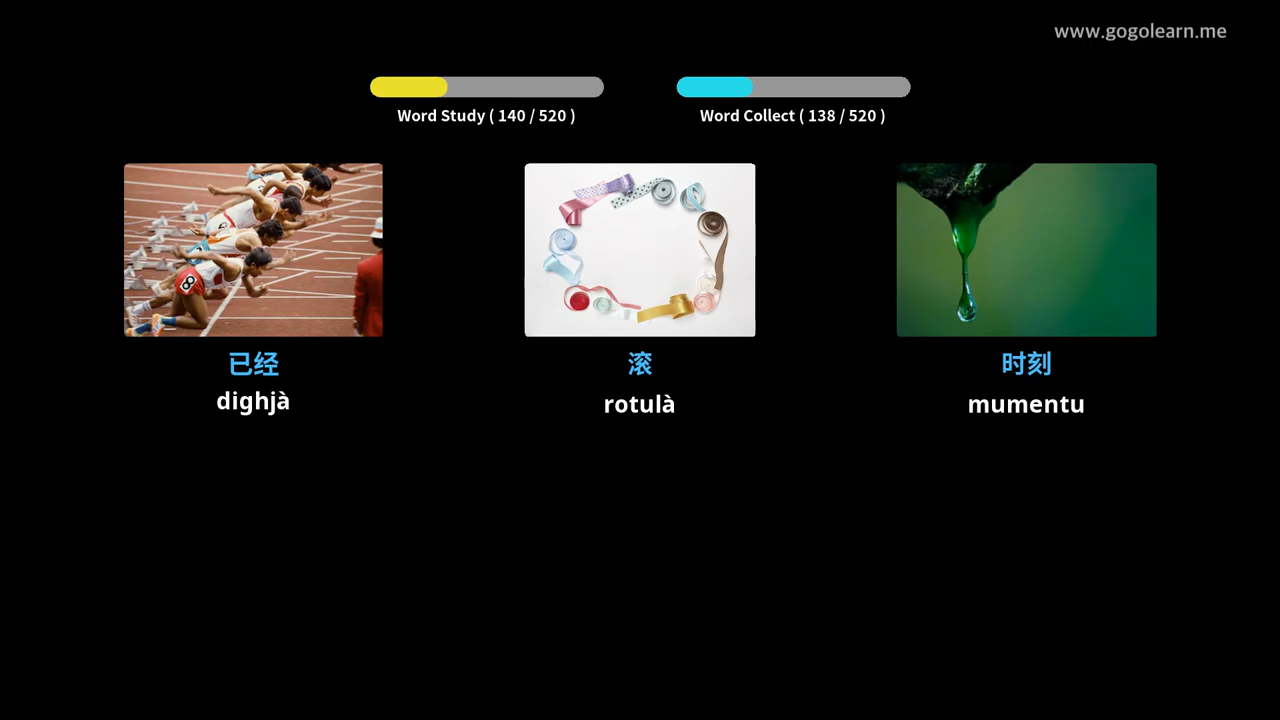 www.gogolearn.me
Word Study ( 140 / 520 )
Word Collect ( 138 / 520 )
已经
滚
时刻
dighjà
rotulà
mumentu
8